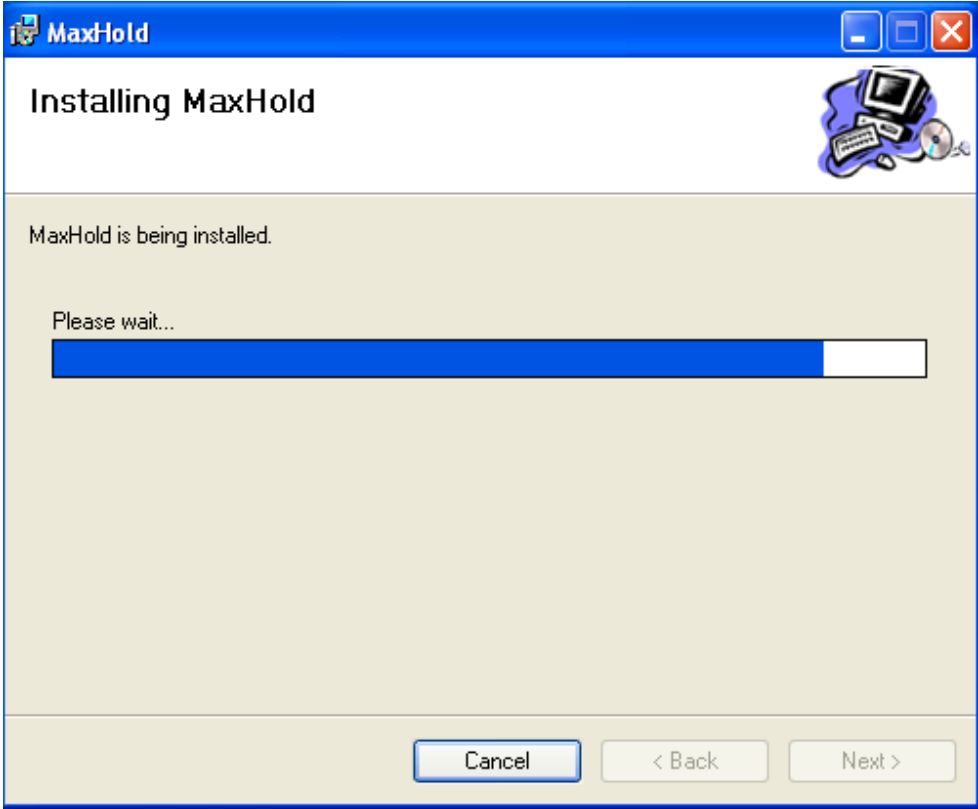 MaxHold
Installing MaxHold
MaxHold is being installed.
Please wait...
Cancel
< Back
Next >